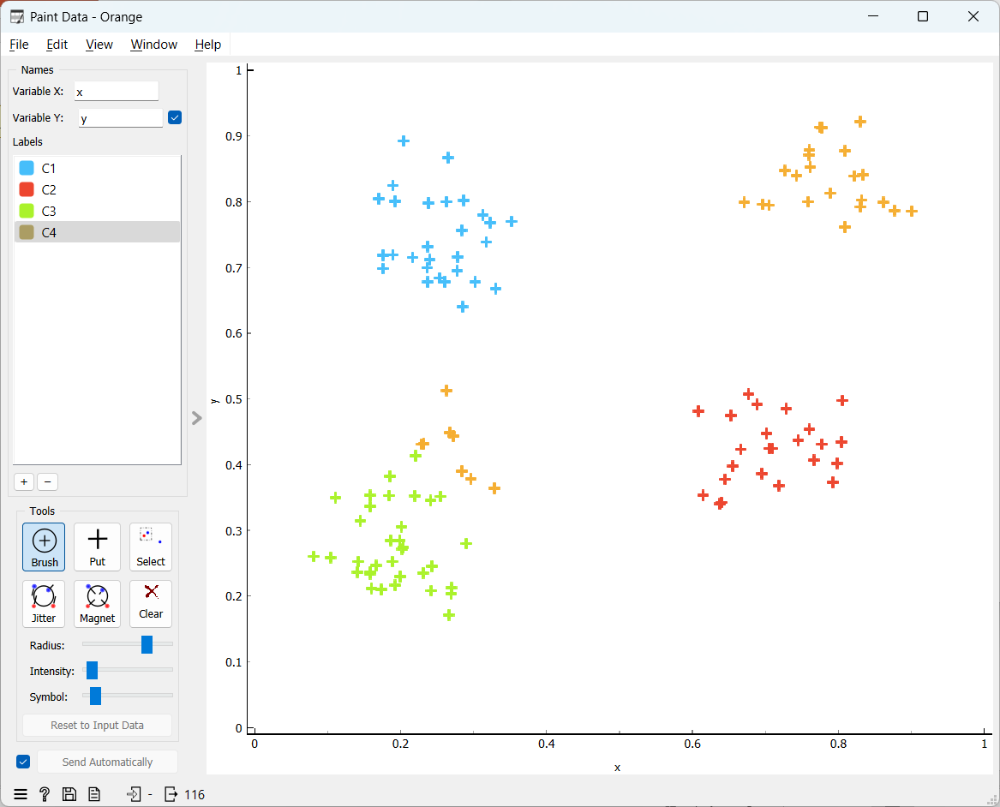 Paint Data - Orange
File Edit View Window Help
Names
Variable X: x
Variable Y: y
Labels
C1
C2
C3
C4
+ −
Tools
Brush Put Select
Jitter Magnet Clear
Radius:
Intensity:
Symbol:
Reset to Input Data
Send Automatically
? - 116
1
0.9
0.8
0.7
0.6
0.5
0.4
0.3
0.2
0.1
0
y
0 0.2 0.4 0.6 0.8 1
x